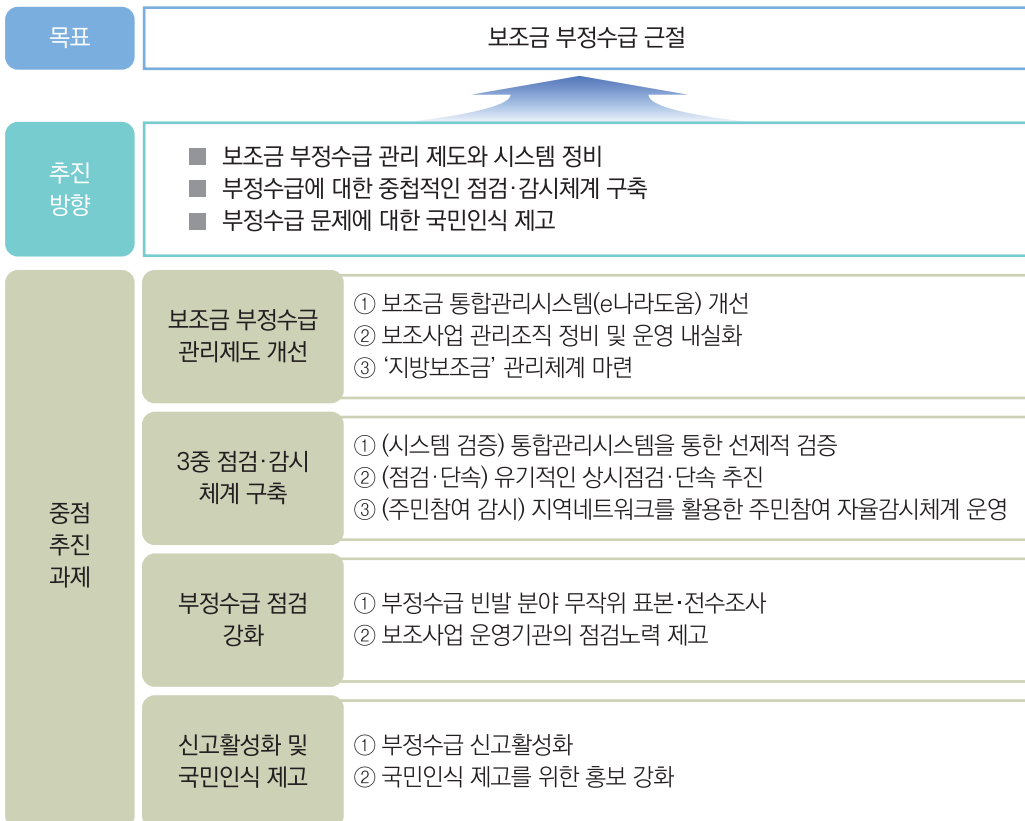 목표
보조금 부정수급 근절
추진
방향
■ 보조금 부정수급 관리 제도와 시스템 정비
■ 부정수급에 대한 중첩적인 점검·감시체계 구축
■ 부정수급 문제에 대한 국민인식 제고
중점
추진
과제
보조금 부정수급
관리제도 개선
① 보조금 통합관리시스템(e나라도움) 개선
② 보조사업 관리조직 정비 및 운영 내실화
③ ‘지방보조금’ 관리체계 마련
3중 점검·감시
체계 구축
① (시스템 검증) 통합관리시스템을 통한 선제적 검증
② (점검·단속) 유기적인 상시점검·단속 추진
③ (주민참여 감시) 지역네트워크를 활용한 주민참여 자율감시체계 운영
부정수급 점검
강화
① 부정수급 빈발 분야 무작위 표본·전수조사
② 보조사업 운영기관의 점검노력 제고
신고활성화 및
국민인식 제고
① 부정수급 신고활성화
② 국민인식 제고를 위한 홍보 강화